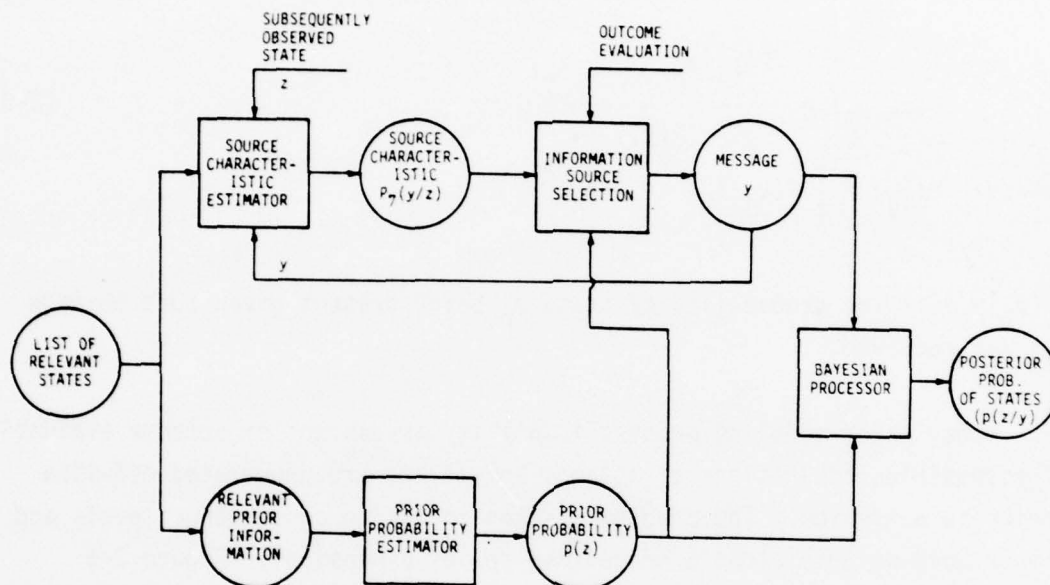 SUBSEQUENTLY
OBSERVED
STATE
z
OUTCOME
EVALUATION
SOURCE
CHARACTER-
ISTIC
ESTIMATOR
SOURCE
CHARACTER-
ISTIC
Pη(y/z)
INFORMATION
SOURCE
SELECTION
MESSAGE
y
y
LIST OF
RELEVANT
STATES
BAYESIAN
PROCESSOR
POSTERIOR
PROB.
OF STATES
(p(z/y)
RELEVANT
PRIOR
INFOR-
MATION
PRIOR
PROBABILITY
ESTIMATOR
PRIOR
PROBABILITY
p(z)